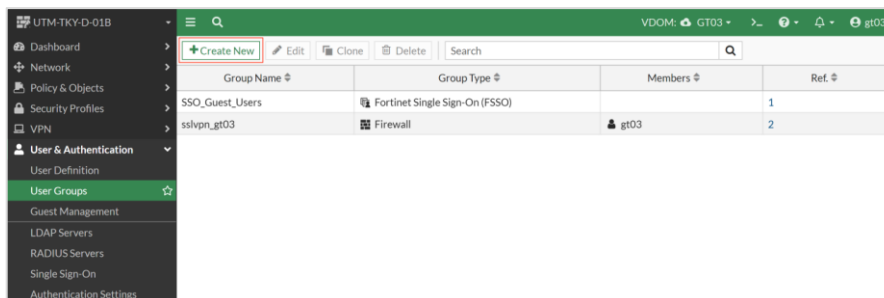 UTM-TKY-D-01B
VDOM: GT03
>_
gt03
Dashboard
Network
Policy & Objects
Security Profiles
VPN
User & Authentication
User Definition
User Groups
Guest Management
LDAP Servers
RADIUS Servers
Single Sign-On
Authentication Settings
+Create New Edit Clone Delete Search
Group Name Group Type Members Ref.
SSO_Guest_Users Fortinet Single Sign-On (FSSO) 1
sslvpn_gt03 Firewall gt03 2